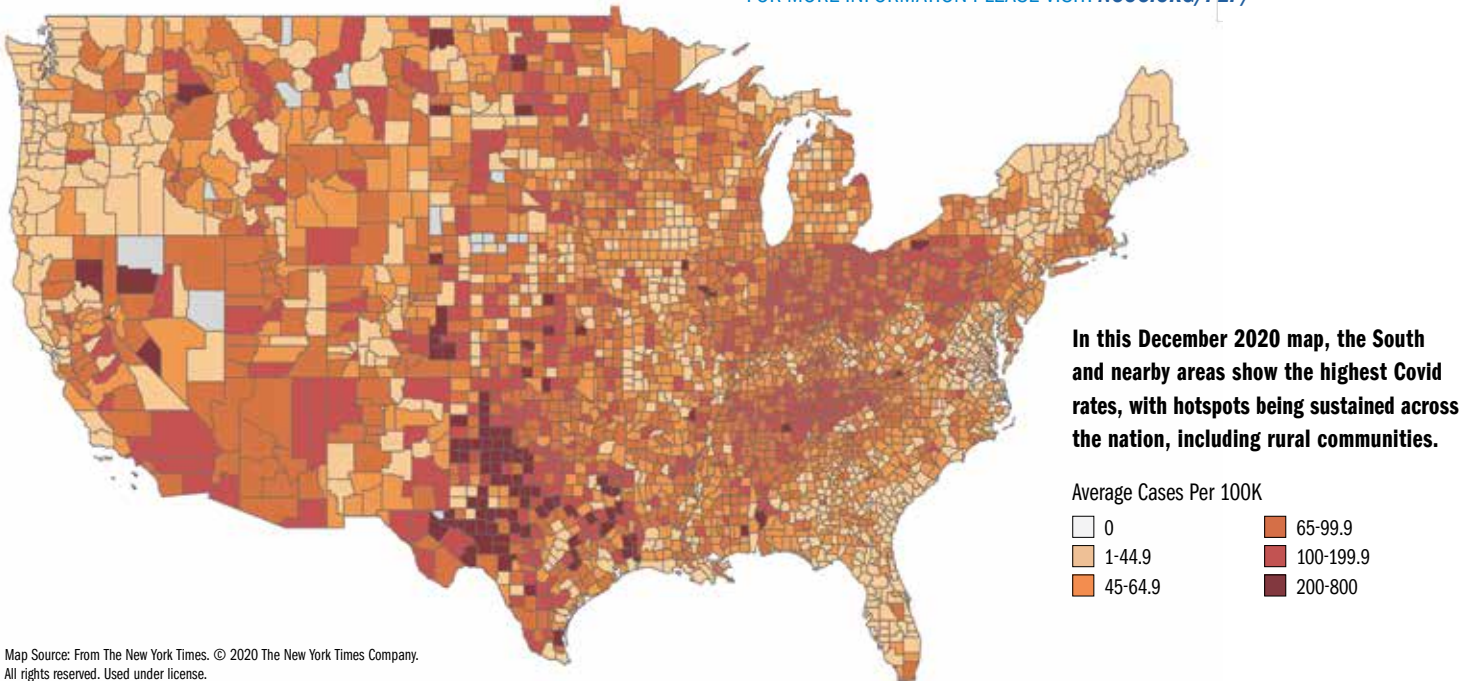 In this December 2020 map, the South
and nearby areas show the highest Covid
rates, with hotspots being sustained across
the nation, including rural communities.
Average Cases Per 100K
0
1-44.9
45-64.9
65-99.9
100-199.9
200-800
Map Source: From The New York Times. © 2020 The New York Times Company.
All rights reserved. Used under license.